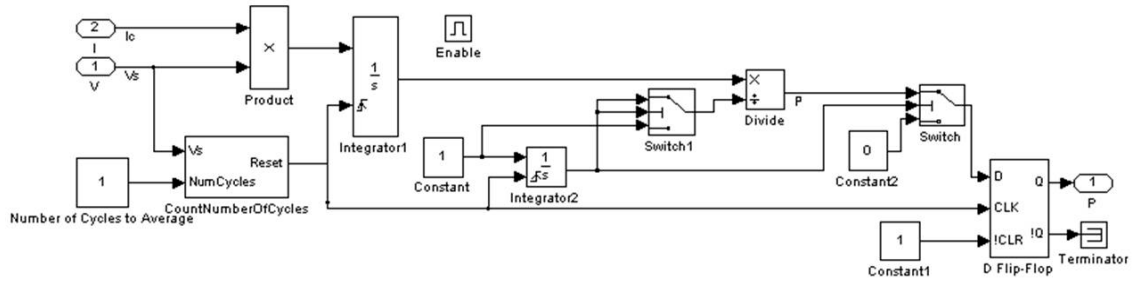 2
I
Ic
1
V
Vs
×
Product
1
s
Integrator1
Enable
Vs
NumCycles
Reset
CountNumberOfCycles
1
Number of Cycles to Average
1
Constant
1
s
Integrator2
Switch1
×
÷
Divide
P
0
Constant2
Switch
D
CLK
!CLR
Q
!Q
D Flip-Flop
1
Constant1
1
P
Terminator